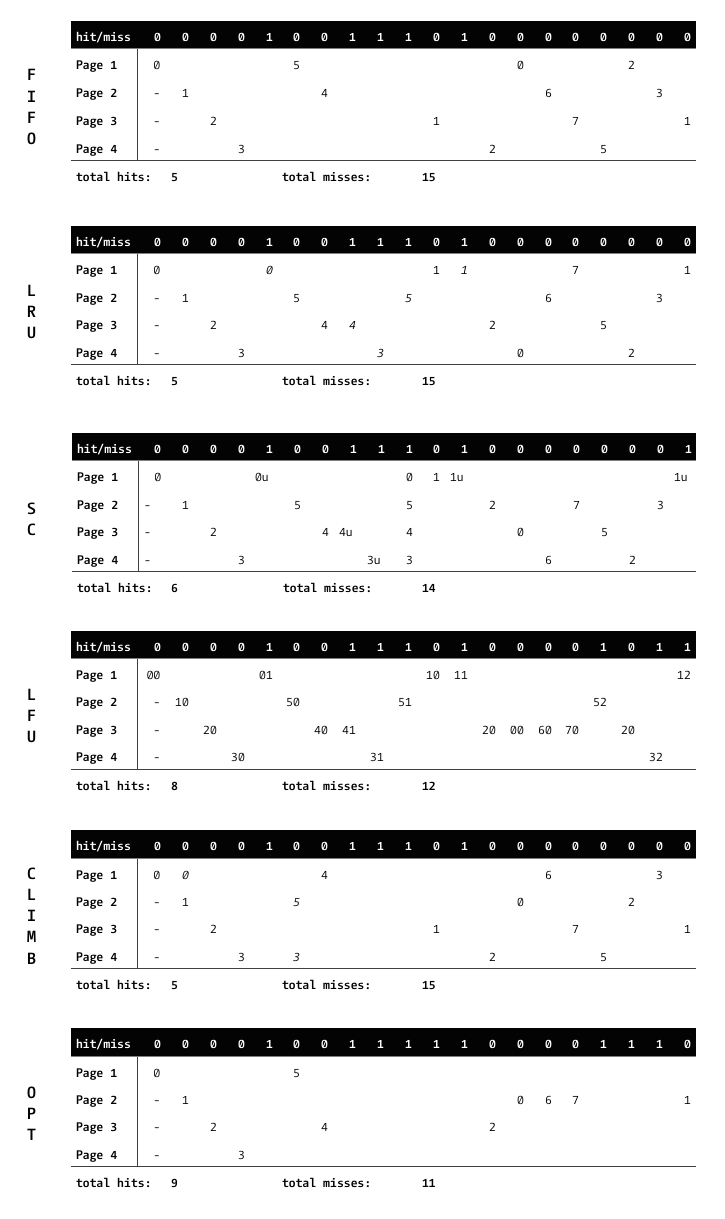 FIFO
hit/miss 0 0 0 0 1 0 0 1 1 1 0 1 0 0 0 0 0 0 0 0
Page 1 0 5 0 2
Page 2 - 1 4 6 3
Page 3 - 2 1 7 1
Page 4 - 3 2 5
total hits: 5 total misses: 15
LRU
hit/miss 0 0 0 0 1 0 0 1 1 1 0 1 0 0 0 0 0 0 0 0
Page 1 0 0 1 1 7 1
Page 2 - 1 5 5 6 3
Page 3 - 2 4 4 2 5
Page 4 - 3 3 0 2
total hits: 5 total misses: 15
SC
hit/miss 0 0 0 0 1 0 0 1 1 1 0 1 0 0 0 0 0 0 0 1
Page 1 0 0u 0 1 1u 1u
Page 2 - 1 5 5 2 7 3
Page 3 - 2 4 4u 4 0 5
Page 4 - 3 3u 3 6 2
total hits: 6 total misses: 14
LFU
hit/miss 0 0 0 0 1 0 0 1 1 1 0 1 0 0 0 0 1 0 1 1
Page 1 00 01 10 11 12
Page 2 - 10 50 51 52
Page 3 - 20 40 41 20 00 60 70 20
Page 4 - 30 31 32
total hits: 8 total misses: 12
CLIMB
hit/miss 0 0 0 0 1 0 0 1 1 1 0 1 0 0 0 0 0 0 0 0
Page 1 0 0 4 6 3
Page 2 - 1 5 0 2
Page 3 - 2 1 7 1
Page 4 - 3 3 2 5
total hits: 5 total misses: 15
OPT
hit/miss 0 0 0 0 1 0 0 1 1 1 1 1 0 0 0 0 1 1 1 0
Page 1 0 5
Page 2 - 1 0 6 7 1
Page 3 - 2 4 2
Page 4 - 3
total hits: 9 total misses: 11